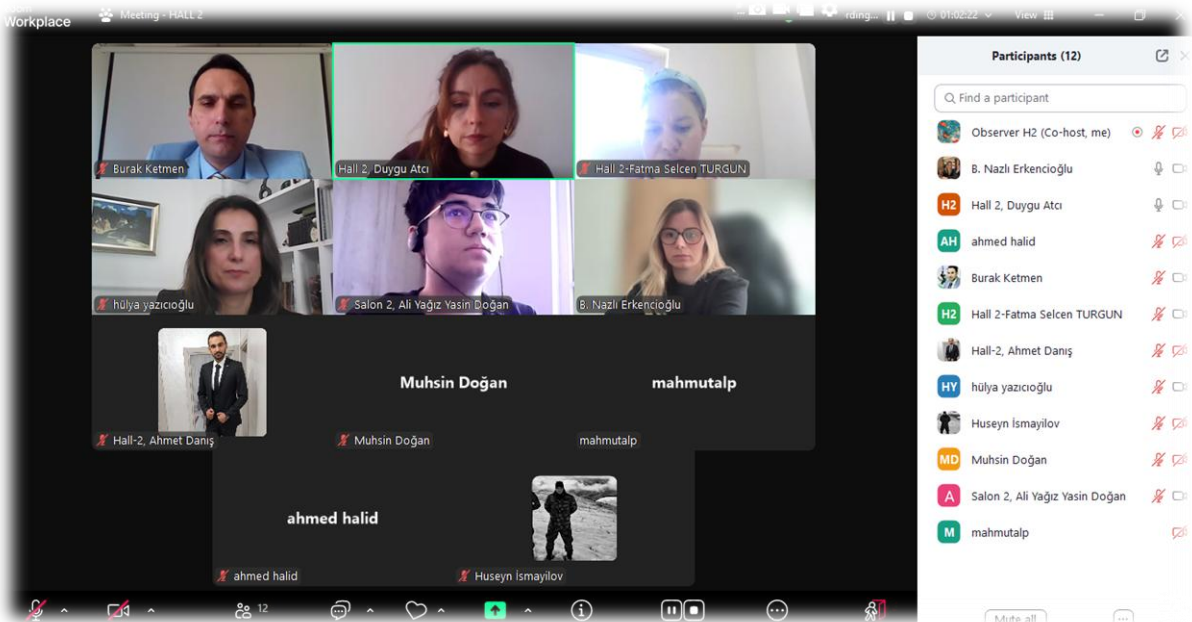 Workplace
Meeting - HALL 2
rding...
01:02:22
View
Burak Ketmen
Hall 2, Duygu Atcı
Hall 2-Fatma Selcen TURGUN
hülya yazıcıoğlu
Salon 2, Ali Yağız Yasin Doğan
B. Nazlı Erkencioğlu
Hall-2, Ahmet Danış
Muhsin Doğan
Muhsin Doğan
mahmutalp
mahmutalp
ahmed halid
ahmed halid
Huseyn İsmayilov
12
Participants (12)
Find a participant
Observer H2 (Co-host, me)
B. Nazlı Erkencioğlu
H2 Hall 2, Duygu Atcı
AH ahmed halid
Burak Ketmen
H2 Hall 2-Fatma Selcen TURGUN
Hall-2, Ahmet Danış
HY hülya yazıcıoğlu
Huseyn İsmayilov
MD Muhsin Doğan
A Salon 2, Ali Yağız Yasin Doğan
M mahmutalp
Mute all